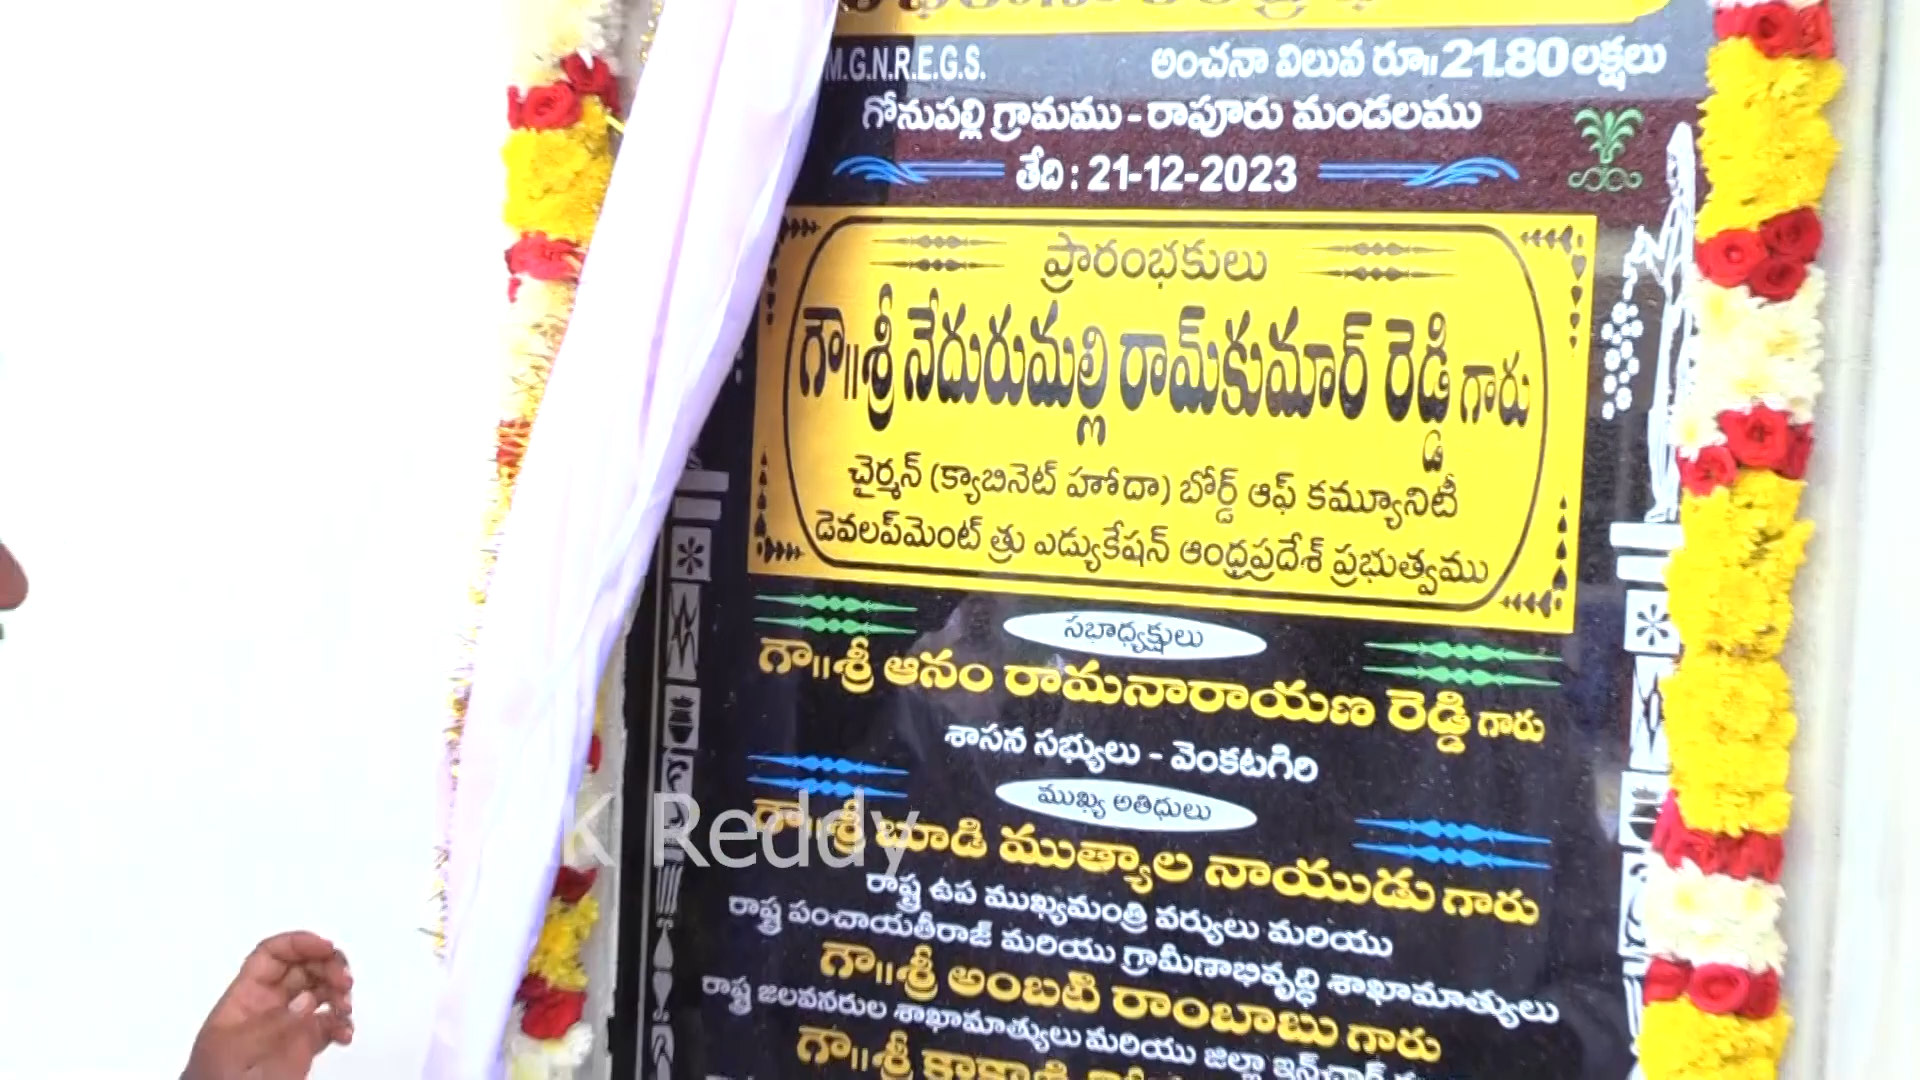 M.G.N.R.E.G.S. అంచనా విలువ రూ॥21.80 లక్షలు
గోనుపల్లి గ్రామము - రాపూరు మండలము
తేది : 21-12-2023
ప్రారంభకులు
గౌ॥శ్రీ నేదురుమల్లి రామ్‌కుమార్ రెడ్డి గారు
చైర్మన్ (క్యాబినెట్ హోదా) బోర్డ్ ఆఫ్ కమ్యూనిటీ
డెవలప్‌మెంట్ త్రు ఎడ్యుకేషన్ ఆంధ్రప్రదేశ్ ప్రభుత్వము
సభాధ్యక్షులు
గౌ॥శ్రీ ఆనం రామనారాయణ రెడ్డి గారు
శాసన సభ్యులు - వెంకటగిరి
ముఖ్య అతిధులు
గౌ॥శ్రీ బూడి ముత్యాల నాయుడు గారు
రాష్ట్ర ఉప ముఖ్యమంత్రి వర్యులు మరియు
రాష్ట్ర పంచాయతీరాజ్ మరియు గ్రామీణాభివృద్ధి శాఖామాత్యులు
గౌ॥శ్రీ అంబటి రాంబాబు గారు
రాష్ట్ర జలవనరుల శాఖామాత్యులు మరియు జిల్లా
గౌ॥శ్రీ కాకాణి
K Reddy